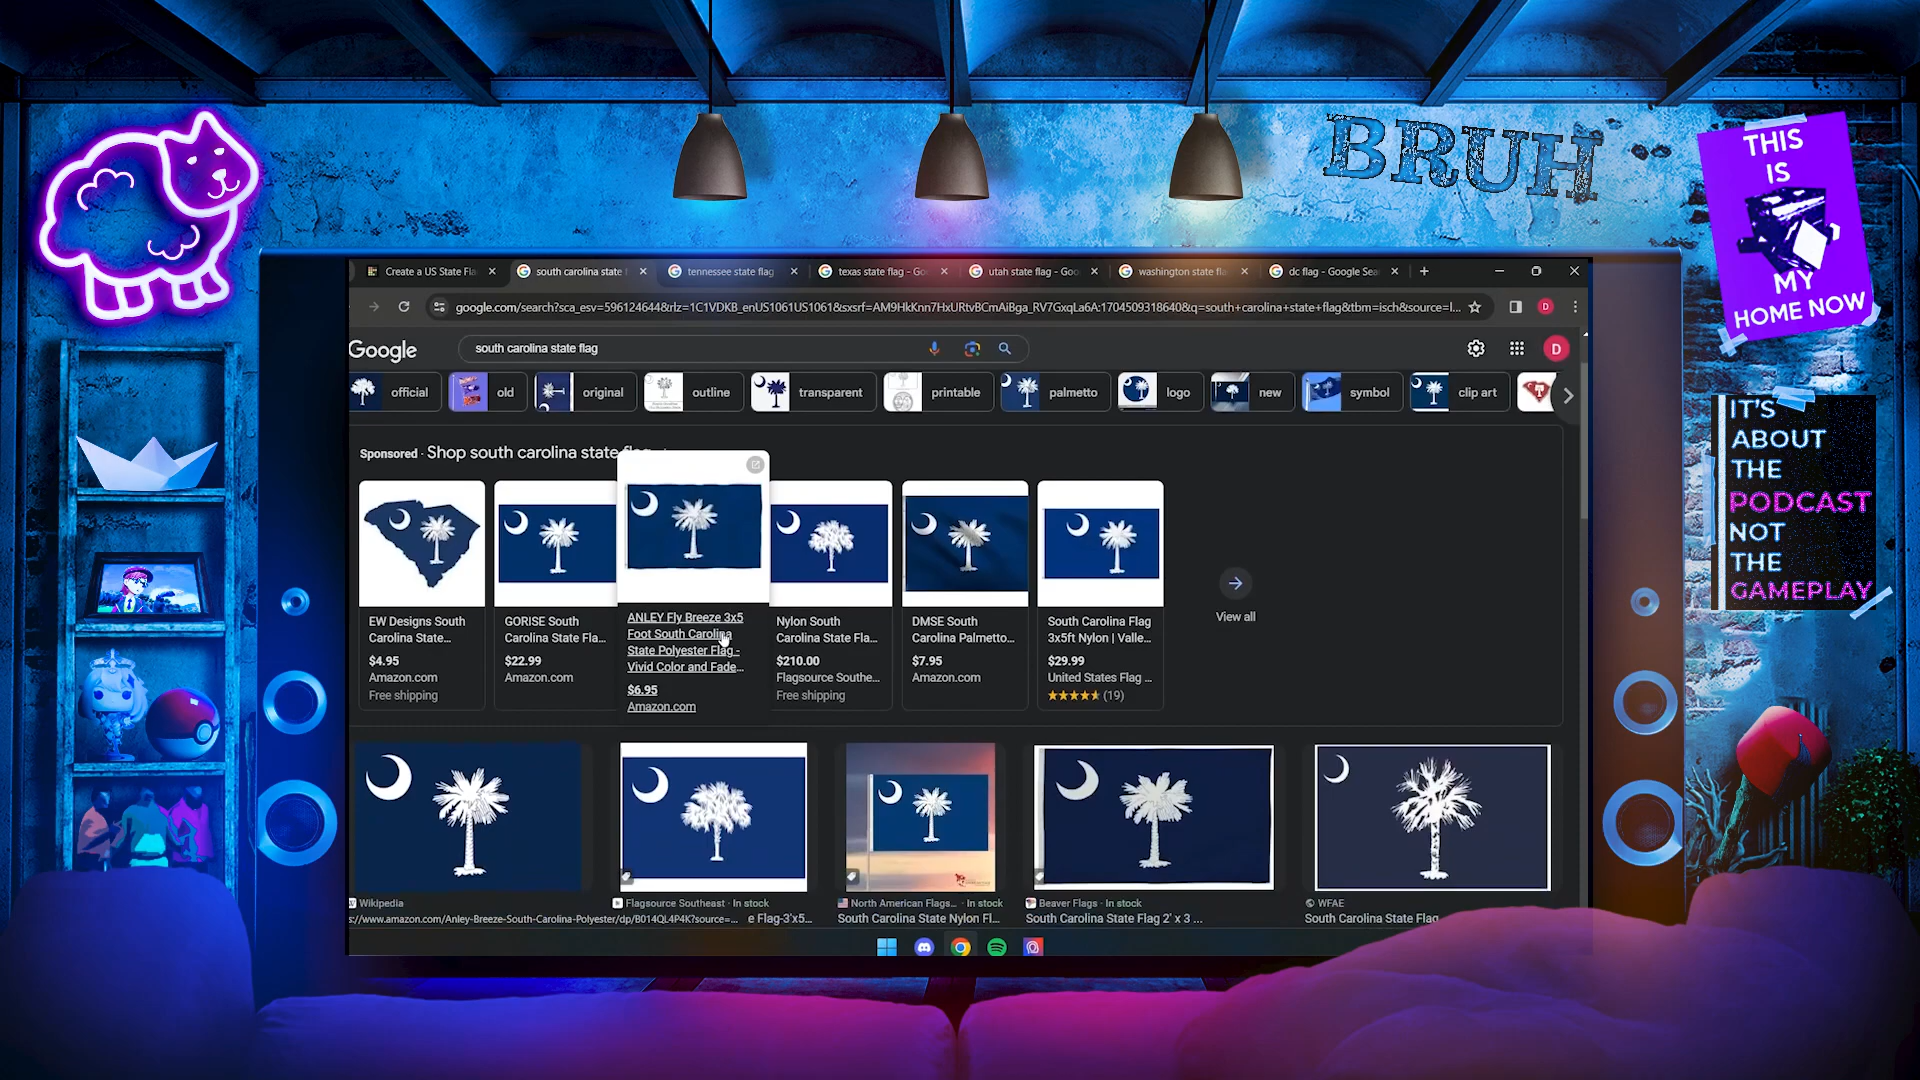 BRUH
THIS
IS
MY
HOME NOW
IT'S
ABOUT
THE
PODCAST
NOT
THE
GAMEPLAY
Create a US State Fla
south carolina state
tennessee state flag
texas state flag - Go
utah state flag - Goo
washington state fla
dc flag - Google Sea
google.com/search?sca_esv=596124644&rlz=1C1VDKB_enUS1061US1061&sxsrf=AM9HkKnn7HxURtvBCmAiBga_RV7GxqLa6A:1704509318640&q=south+carolina+state+flag&tbm=isch&source=l...
D
Google
south carolina state flag
D
official
old
original
outline
transparent
printable
palmetto
logo
new
symbol
clip art
Sponsored · Shop south carolina state
EW Designs South
Carolina State...
$4.95
Amazon.com
Free shipping
GORISE South
Carolina State Fla...
$22.99
Amazon.com
ANLEY Fly Breeze 3x5
Foot South Carolina
State Polyester Flag -
Vivid Color and Fade...
$6.95
Amazon.com
Nylon South
Carolina State Fla...
$210.00
Flagsource Southe...
Free shipping
DMSE South
Carolina Palmetto...
$7.95
Amazon.com
South Carolina Flag
3x5ft Nylon | Valle...
$29.99
United States Flag ...
(19)
View all
Wikipedia
Flagsource Southeast · In stock
North American Flags... · In stock
Beaver Flags · In stock
WFAE
s://www.amazon.com/Anley-Breeze-South-Carolina-Polyester/dp/B014QL4P4K?source=...
e Flag-3'x5...
South Carolina State Nylon Fl...
South Carolina State Flag 2' x 3 ...
South Carolina State Flag